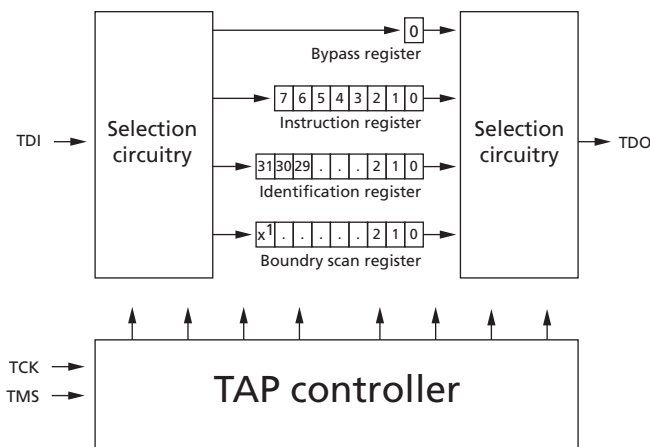 0
Bypass register
7 6 5 4 3 2 1 0
Instruction register
TDI
Selection
circuitry
Selection
circuitry
TDO
31 30 29 . . . 2 1 0
Identification register
x1 . . . . . 2 1 0
Boundry scan register
TCK
TMS
TAP controller